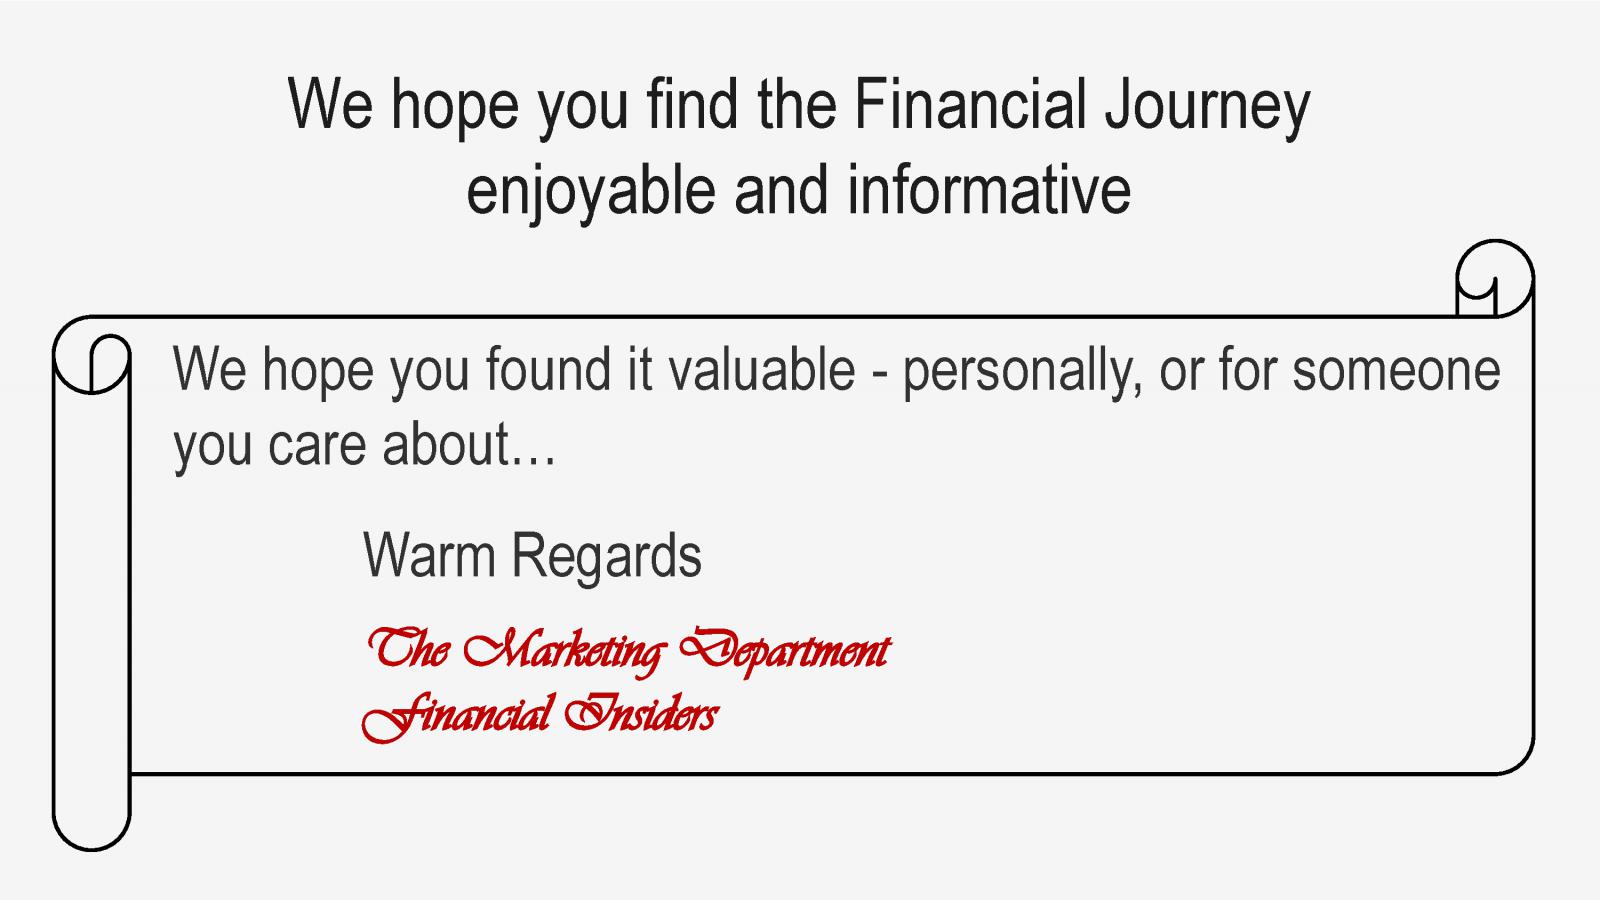 We hope you find the Financial Journey
enjoyable and informative
We hope you found it valuable - personally, or for someone
you care about…
Warm Regards
The Marketing Department
Financial Insiders